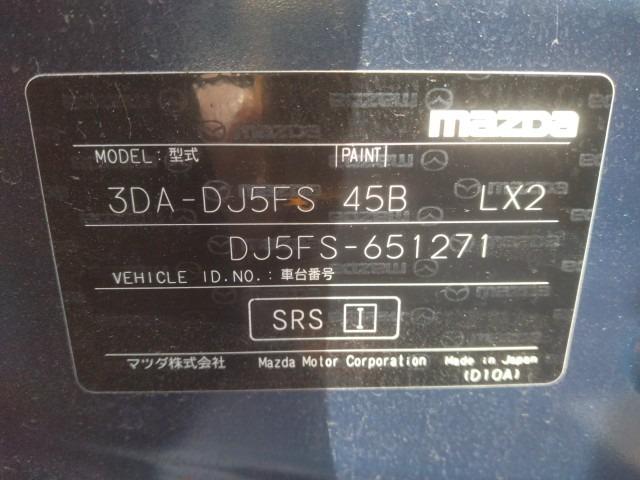 mazda
MODEL : 型式 PAINT
3DA-DJ5FS 45B LX2
DJ5FS-651271
VEHICLE ID.NO.: 車台番号
SRS I
マツダ株式会社 Mazda Motor Corporation Made in Japan
(D10A)